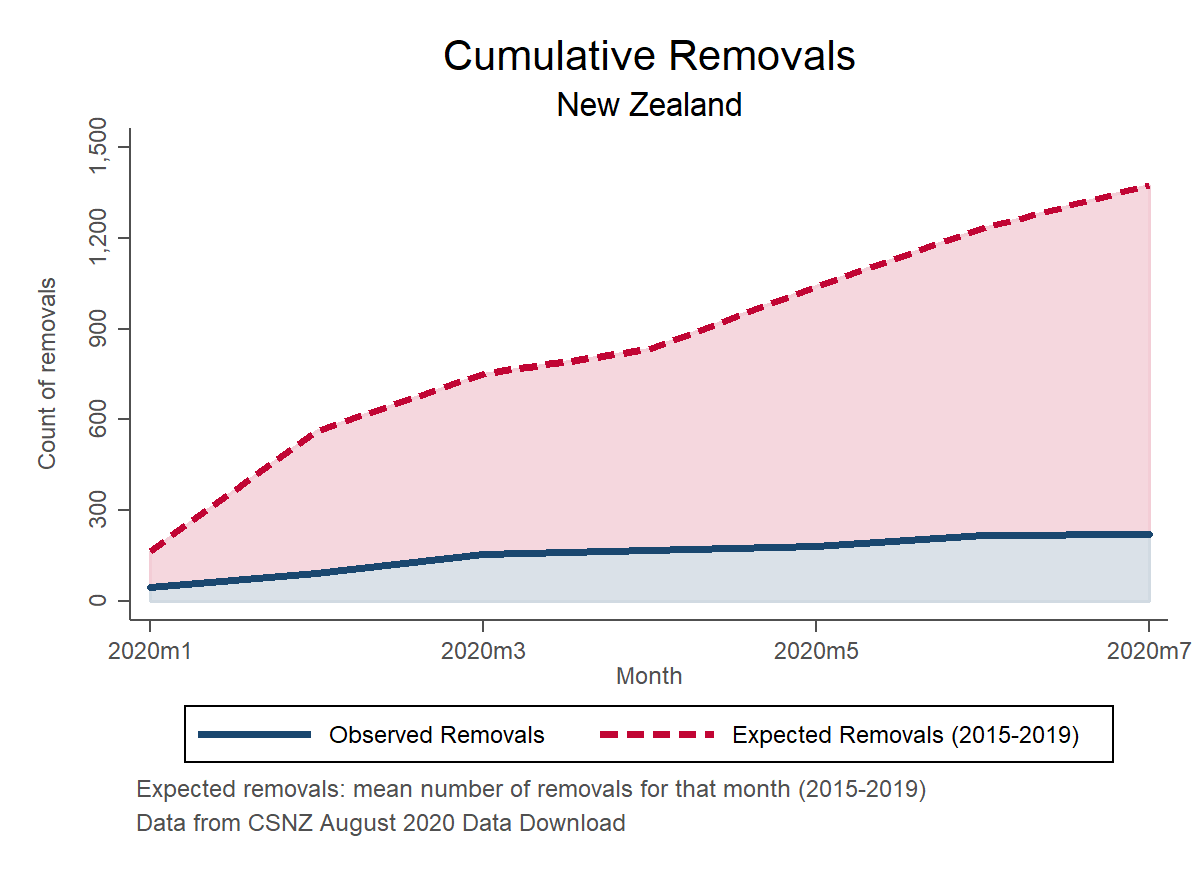 Cumulative Removals
New Zealand
Count of removals
1,500
1,200
900
600
300
0
2020m1 2020m3 2020m5 2020m7
Month
Observed Removals Expected Removals (2015-2019)
Expected removals: mean number of removals for that month (2015-2019)
Data from CSNZ August 2020 Data Download